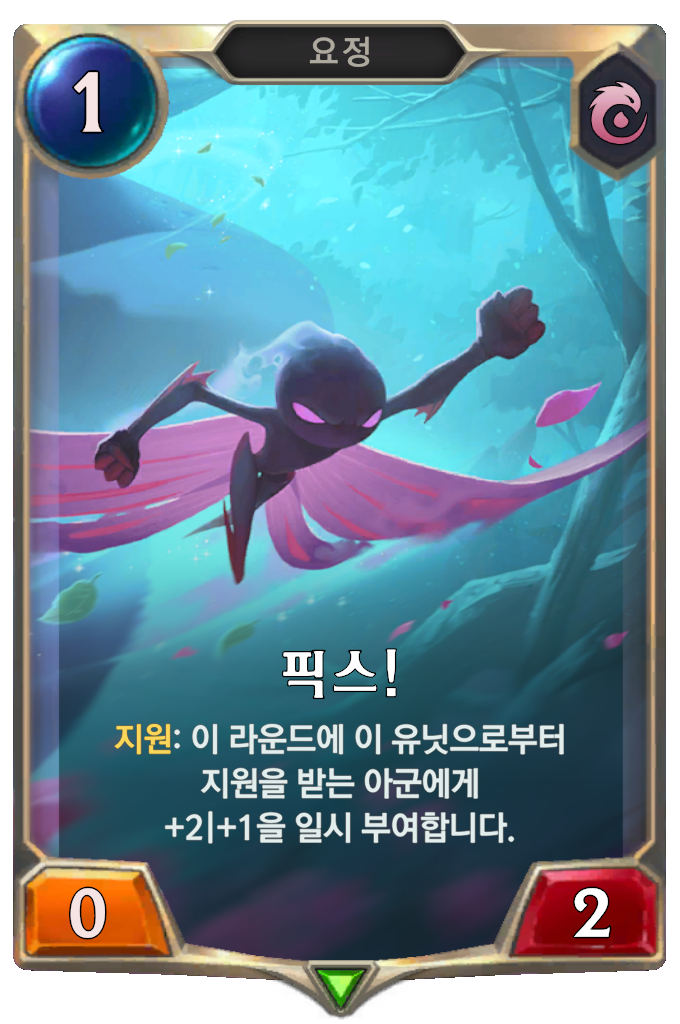 1
요정
픽스!
지원: 이 라운드에 이 유닛으로부터
지원을 받는 아군에게
+2|+1을 일시 부여합니다.
0
2